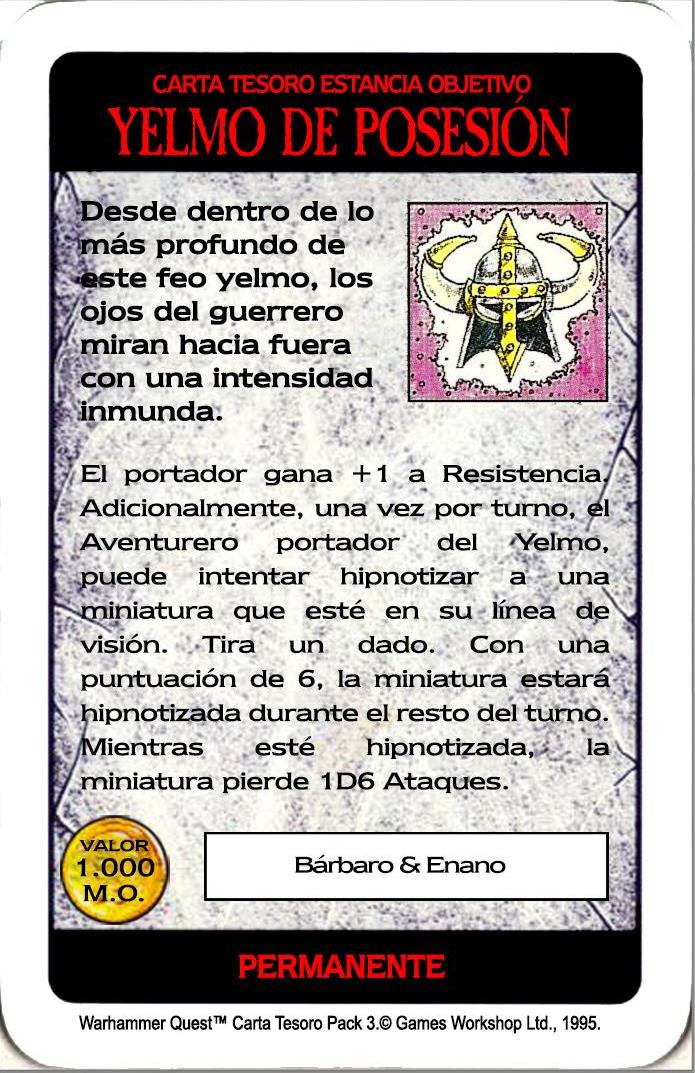 CARTA TESORO ESTANCIA OBJETIVO
YELMO DE POSESIÓN
Desde dentro de lo
más profundo de
este feo yelmo, los
ojos del guerrero
miran hacia fuera
con una intensidad
inmunda.
El portador gana +1 a Resistencia.
Adicionalmente, una vez por turno, el
Aventurero portador del Yelmo,
puede intentar hipnotizar a una
miniatura que esté en su línea de
visión. Tira un dado. Con una
puntuación de 6, la miniatura estará
hipnotizada durante el resto del turno.
Mientras esté hipnotizada, la
miniatura pierde 1D6 Ataques.
VALOR
1.000
M.O.
Bárbaro & Enano
PERMANENTE
Warhammer Quest™ Carta Tesoro Pack 3.© Games Workshop Ltd., 1995.